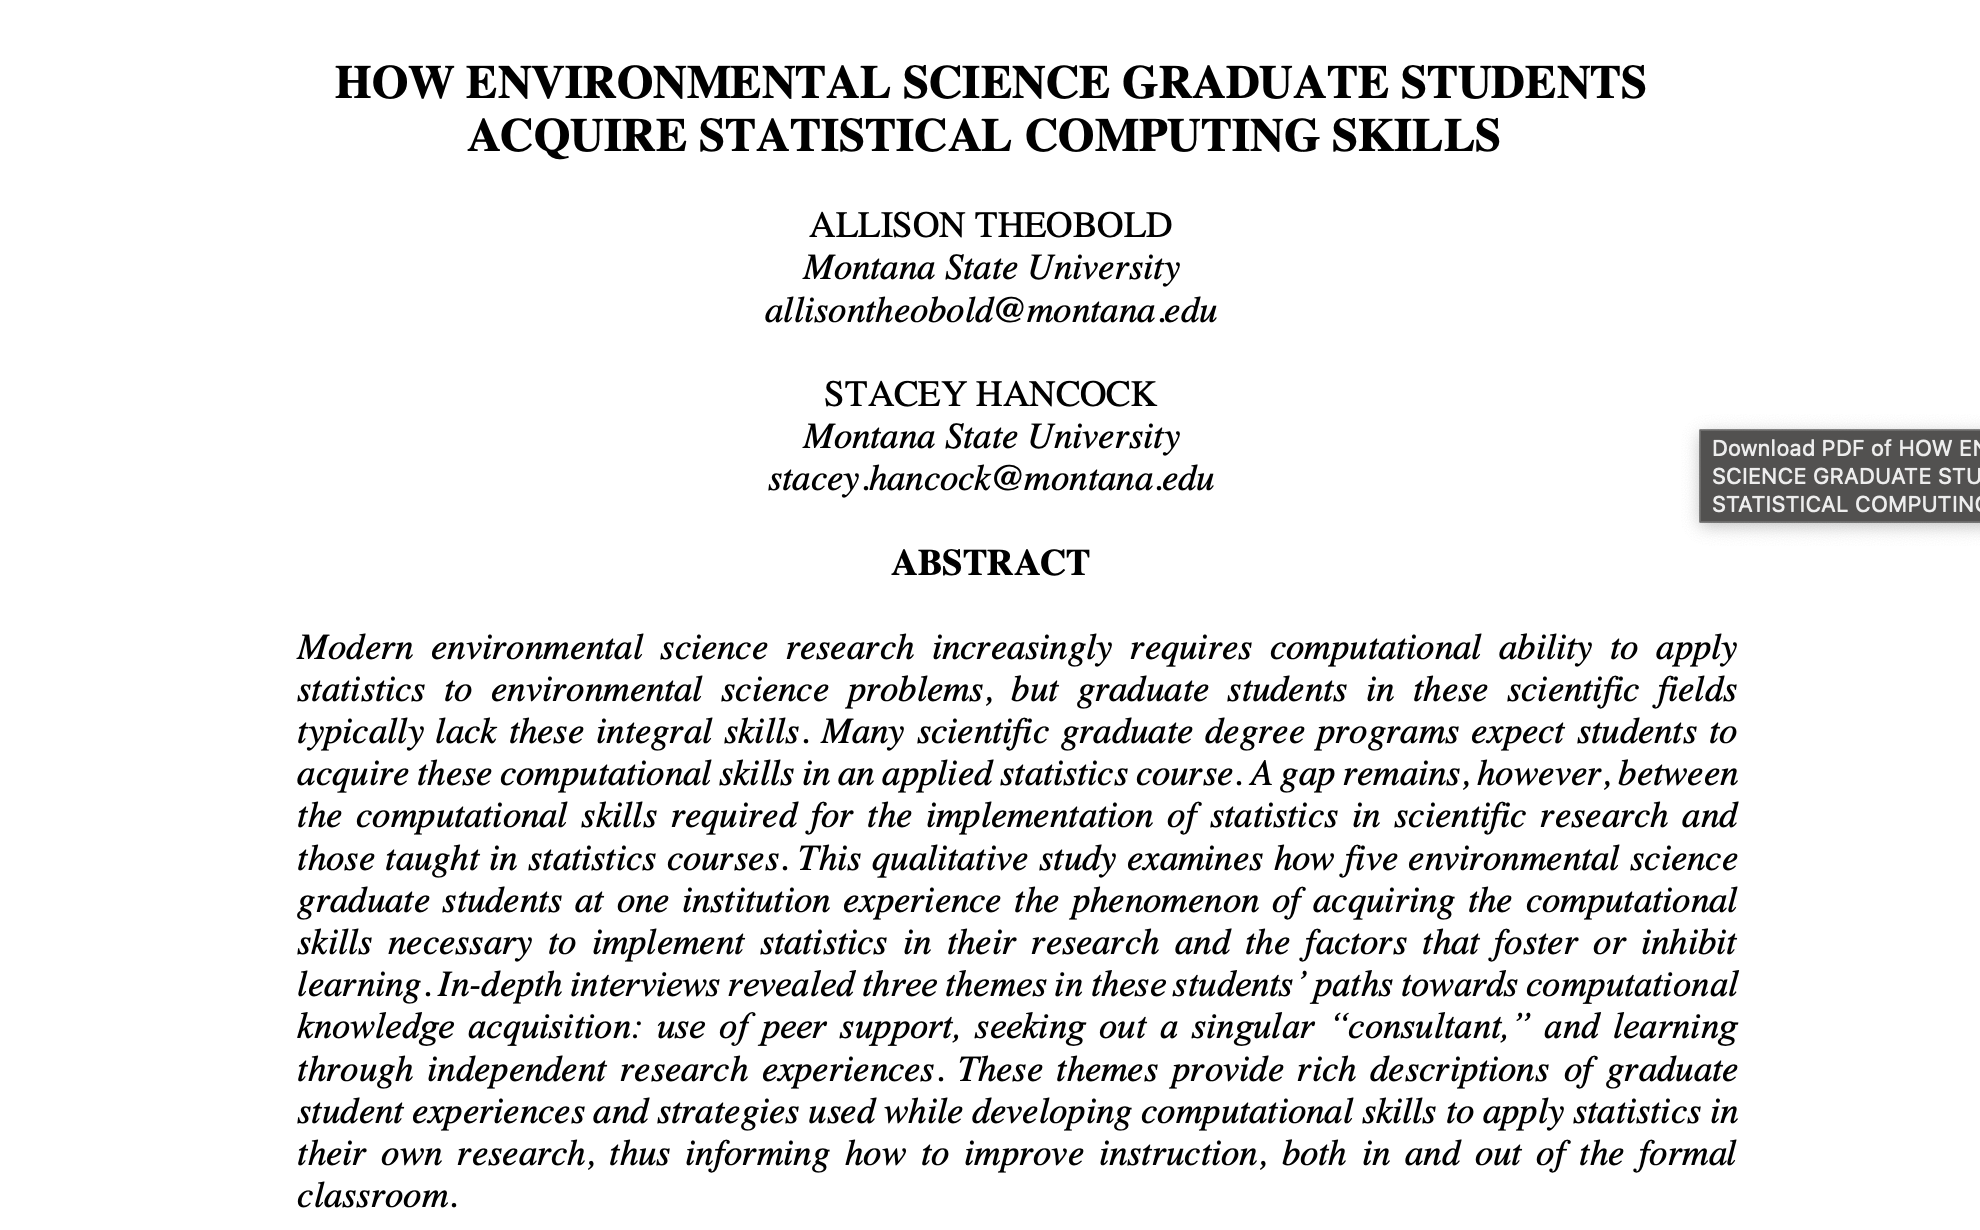 HOW ENVIRONMENTAL SCIENCE GRADUATE STUDENTS
ACQUIRE STATISTICAL COMPUTING SKILLS
ALLISON THEOBOLD
Montana State University
allisontheobold@montana.edu
STACEY HANCOCK
Montana State University
stacey.hancock@montana.edu
Download PDF of HOW EN
SCIENCE GRADUATE STU
STATISTICAL COMPUTING
ABSTRACT
Modern environmental science research increasingly requires computational ability to apply
statistics to environmental science problems, but graduate students in these scientific fields
typically lack these integral skills. Many scientific graduate degree programs expect students to
acquire these computational skills in an applied statistics course. A gap remains, however, between
the computational skills required for the implementation of statistics in scientific research and
those taught in statistics courses. This qualitative study examines how five environmental science
graduate students at one institution experience the phenomenon of acquiring the computational
skills necessary to implement statistics in their research and the factors that foster or inhibit
learning. In-depth interviews revealed three themes in these students’ paths towards computational
knowledge acquisition: use of peer support, seeking out a singular “consultant,” and learning
through independent research experiences. These themes provide rich descriptions of graduate
student experiences and strategies used while developing computational skills to apply statistics in
their own research, thus informing how to improve instruction, both in and out of the formal
classroom.